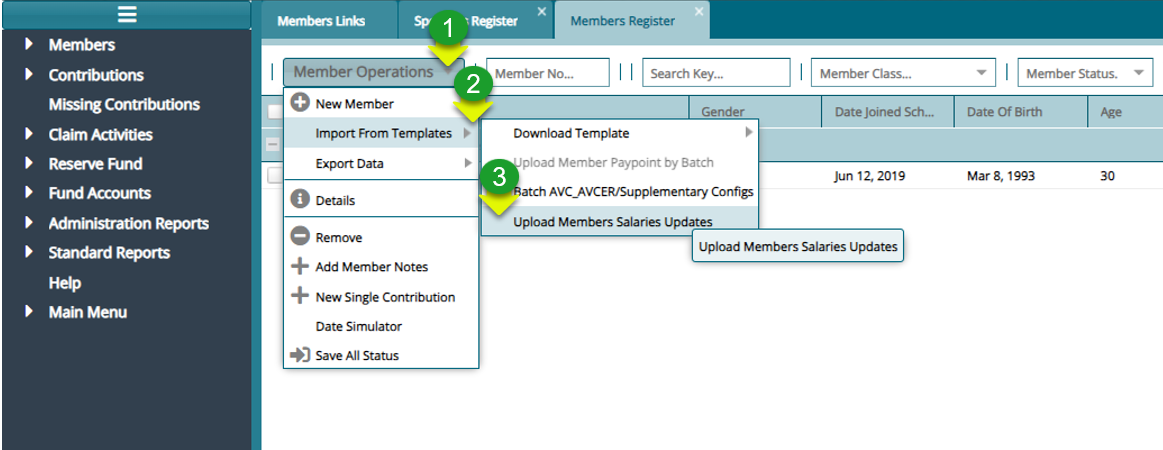 Members Links
Register
Members Register
Members
Contributions
Missing Contributions
Claim Activities
Reserve Fund
Fund Accounts
Administration Reports
Standard Reports
Help
Main Menu
1
2
3
Member Operations
Member No...
Search Key...
Member Class...
Member Status.
Gender
Date Joined Sch...
Date Of Birth
Age
Jun 12, 2019
Mar 8, 1993
30
New Member
Import From Templates
Export Data
Details
Remove
Add Member Notes
New Single Contribution
Date Simulator
Save All Status
Download Template
Upload Member Paypoint by Batch
Batch AVC_AVCER/Supplementary Configs
Upload Members Salaries Updates
Upload Members Salaries Updates